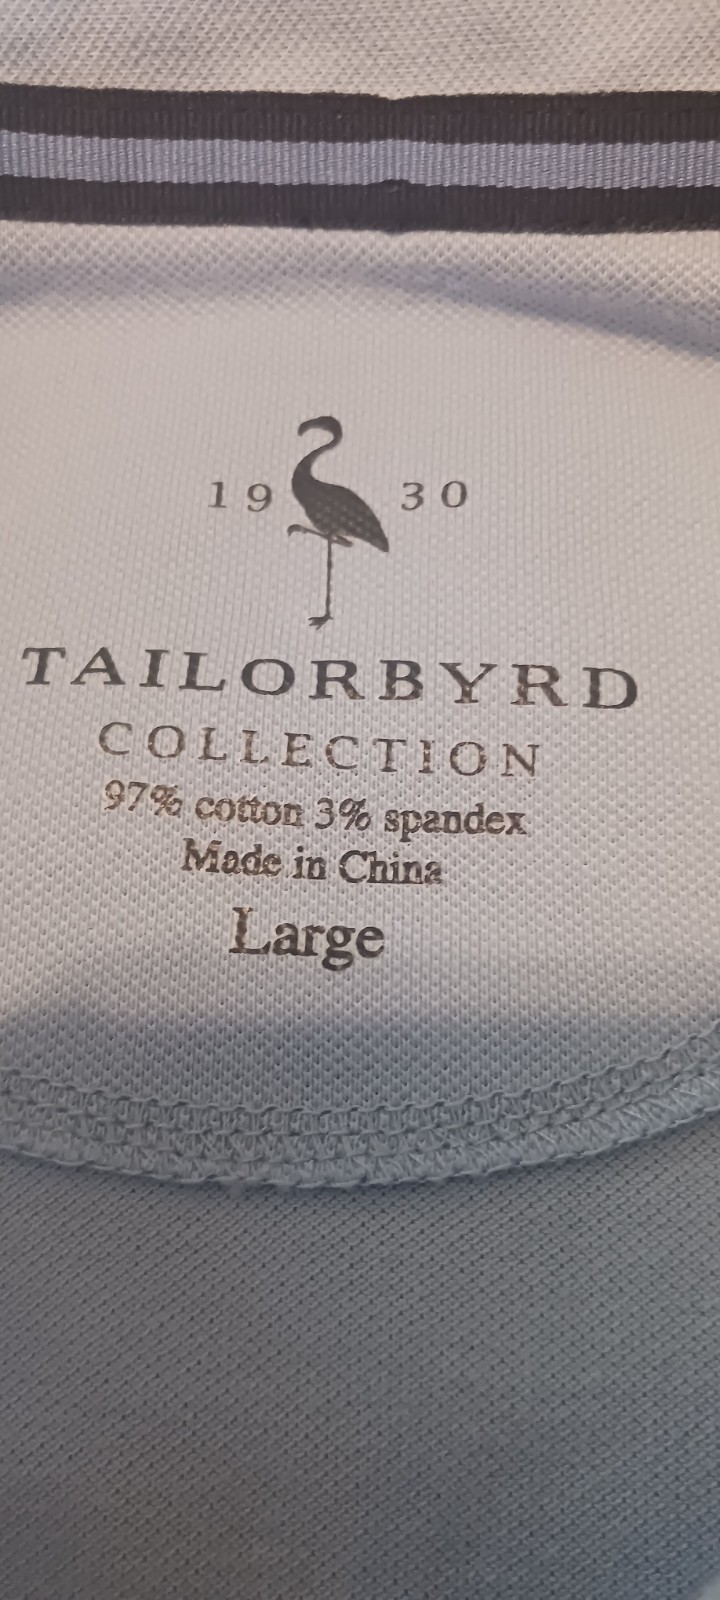 19 30
TAILORBYRD
COLLECTION
97% cotton 3% spandex
Made in China
Large